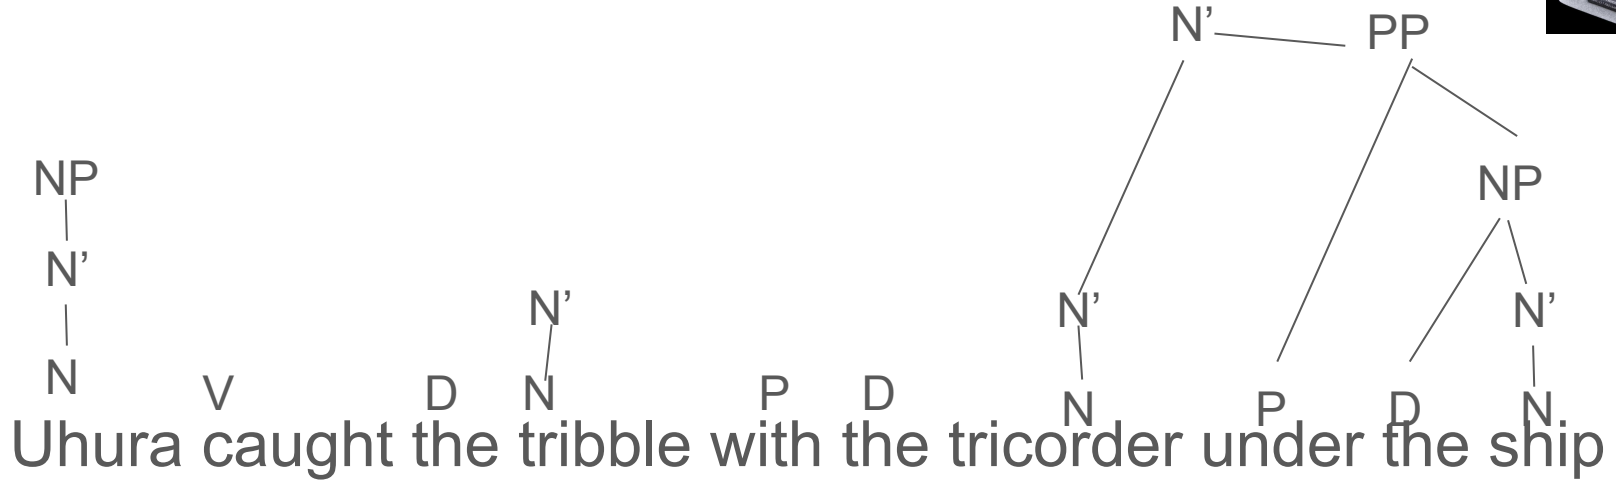 N’ PP
NP NP
N’
N’ N’ N’
N V D N P D N P D N
Uhura caught the tribble with the tricorder under the ship